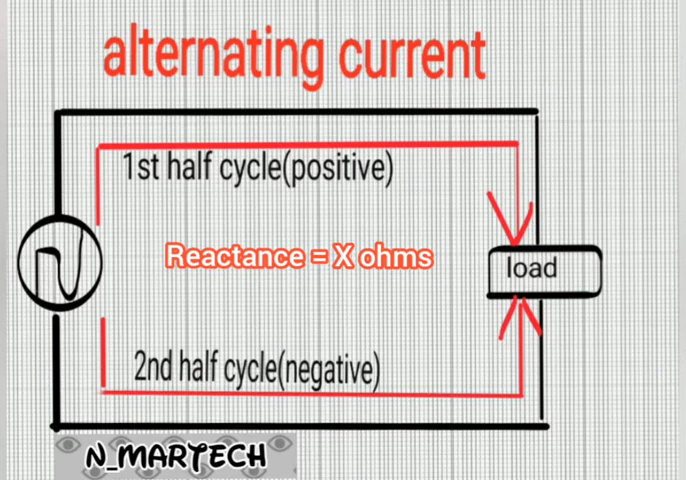 alternating current
1st half cycle(positive)
Reactance = X ohms
load
2nd half cycle(negative)
N_MARTECH